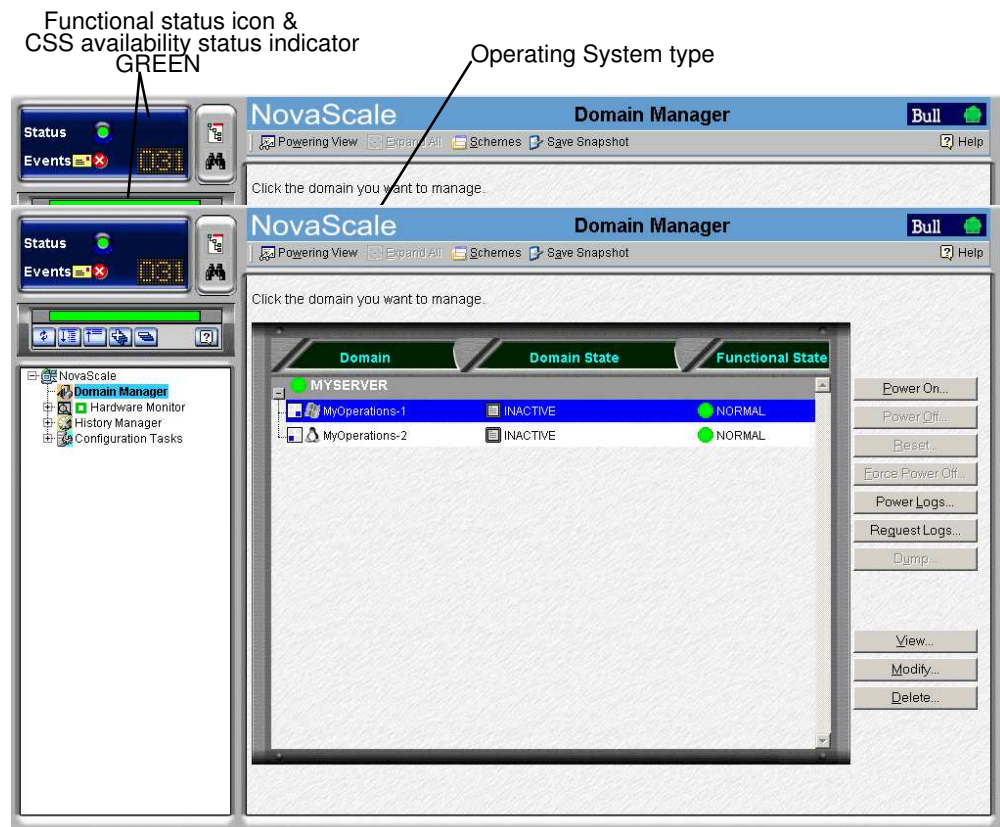 Functional status icon &
CSS availability status indicator
GREEN
Operating System type
Status
Events
031
NovaScale
Domain Manager
Bull
Powering View Expand All Schemes Save Snapshot
Help
Click the domain you want to manage.
Status
Events
031
NovaScale
Domain Manager
Bull
Powering View Expand All Schemes Save Snapshot
Help
Click the domain you want to manage.
NovaScale
Domain Manager
Hardware Monitor
History Manager
Configuration Tasks
Domain Domain State Functional State
MYSERVER
MyOperations-1 INACTIVE NORMAL
MyOperations-2 INACTIVE NORMAL
Power On...
Power Off...
Reset...
Force Power Off...
Power Logs...
Request Logs...
Dump...
View...
Modify...
Delete...